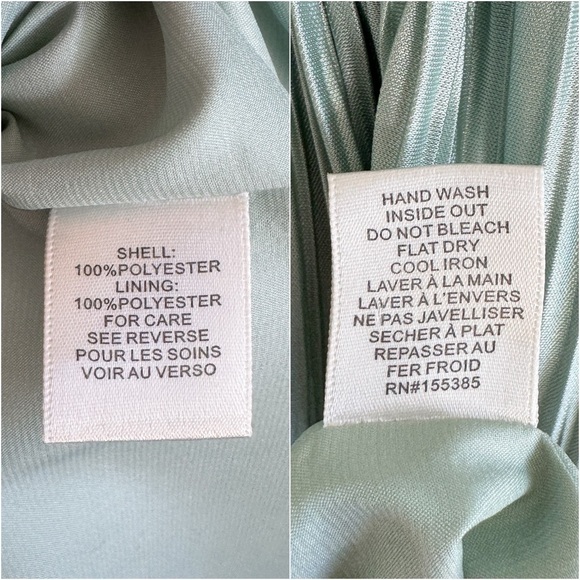 SHELL:
100%POLYESTER
LINING:
100%POLYESTER
FOR CARE
SEE REVERSE
POUR LES SOINS
VOIR AU VERSO
HAND WASH
INSIDE OUT
DO NOT BLEACH
FLAT DRY
COOL IRON
LAVER À LA MAIN
LAVER À L'ENVERS
NE PAS JAVELLISER
SECHER À PLAT
REPASSER AU
FER FROID
RN#155385